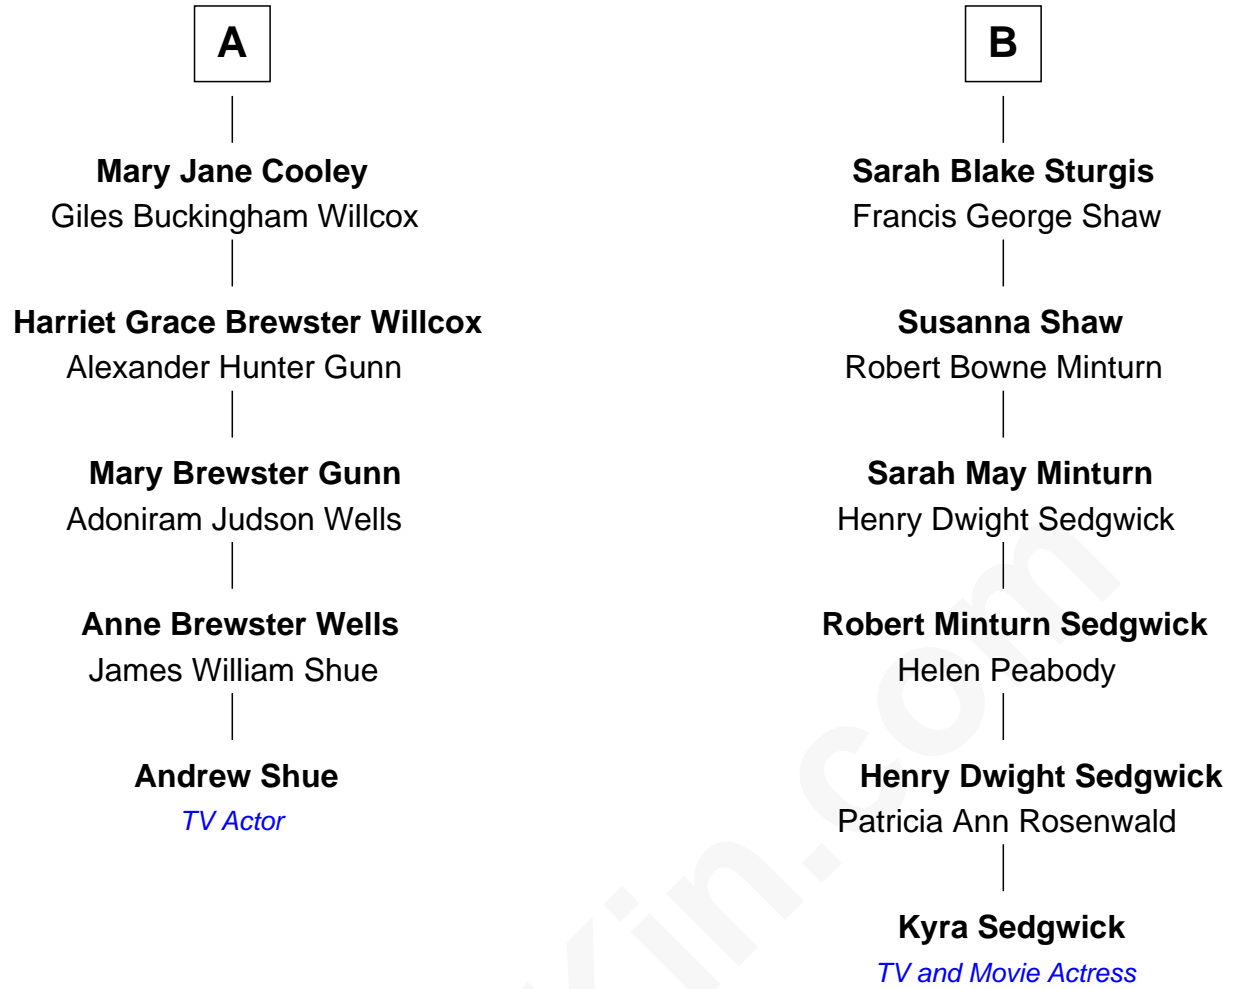 A
Mary Jane Cooley
Giles Buckingham Willcox
Harriet Grace Brewster Willcox
Alexander Hunter Gunn
Mary Brewster Gunn
Adoniram Judson Wells
Anne Brewster Wells
James William Shue
Andrew Shue
TV Actor
B
Sarah Blake Sturgis
Francis George Shaw
Susanna Shaw
Robert Bowne Minturn
Sarah May Minturn
Henry Dwight Sedgwick
Robert Minturn Sedgwick
Helen Peabody
Henry Dwight Sedgwick
Patricia Ann Rosenwald
Kyra Sedgwick
TV and Movie Actress
Kin.com